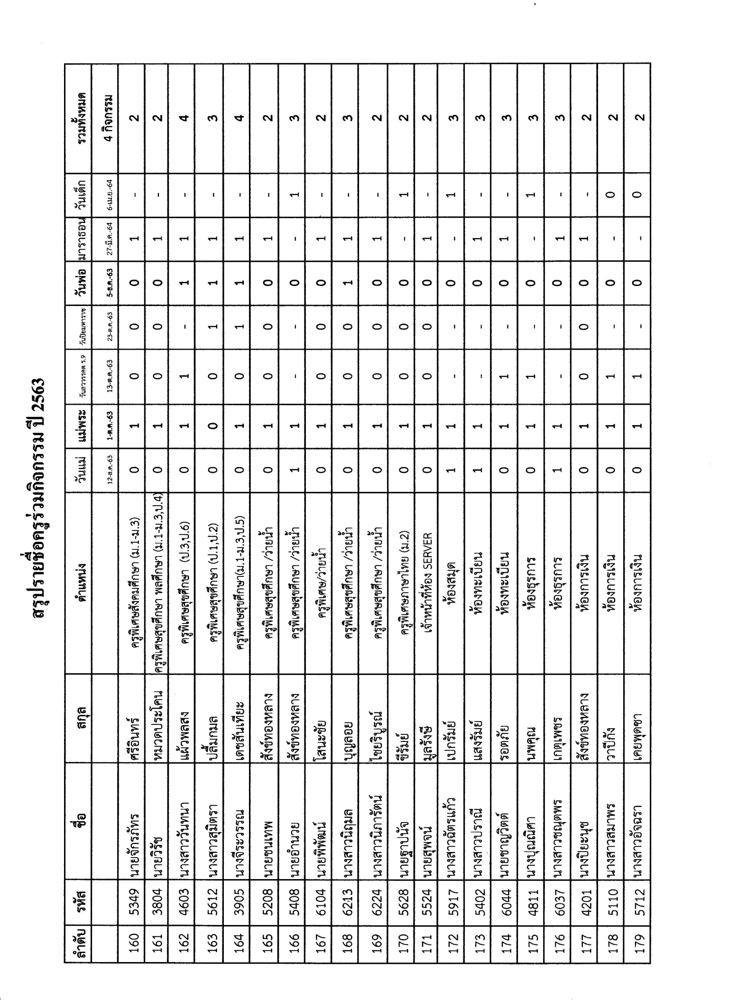 สรุปรายชื่อครูร่วมกิจกรรม ปี 2563
ลำดับ รหัส ชื่อ สกุล ตำแหน่ง วันแม่ แม่พระ วันสวรรคต ร.9 วันปิยมหาราช วันพ่อ มาราธอน วันเด็ก รวมทั้งหมด
12-ส.ค.-63 1-ต.ค.-63 13-ต.ค.-63 23-ต.ค.-63 5-ธ.ค.-63 27-มี.ค.-64 6-เม.ย.-64 4 กิจกรรม
160 5349 นายจักรภัทร ศรีอินทร์ ครูพิเศษสังคมศึกษา (ม.1-ม.3) 0 1 0 0 0 1 - 2
161 3804 นายวิรัช หมวดประโคน ครูพิเศษสุขศึกษา พลศึกษา (ม.1-ม.3,ป.4) 0 1 0 0 0 1 - 2
162 4603 นางสาววันทนา แผ้วพลสง ครูพิเศษสุขศึกษา (ป.3,ป.6) 0 1 1 - 1 1 - 4
163 5612 นางสาวสุมิตรา ปลื้มกมล ครูพิเศษสุขศึกษา (ป.1,ป.2) 0 0 0 1 1 1 - 3
164 3905 นางจีระวรรณ เดชสันเทียะ ครูพิเศษสุขศึกษา(ม.1-ม.3,ป.5) 0 1 0 1 1 1 - 4
165 5208 นายชนเทพ สังข์ทองหลาง ครูพิเศษสุขศึกษา /ว่ายน้ำ 0 1 0 0 0 1 - 2
166 5408 นายอำนวย สังข์ทองหลาง ครูพิเศษสุขศึกษา /ว่ายน้ำ 1 1 - - 0 - 1 3
167 6104 นายพิพัฒน์ โสนะชัย ครูพิเศษ/ว่ายน้ำ 0 1 0 0 0 1 - 2
168 6213 นางสาวนิฤมล บุญลอย ครูพิเศษสุขศึกษา /ว่ายน้ำ 0 1 0 0 1 1 - 3
169 6224 นางสาวนิภารัตน์ ไชยริบูรณ์ ครูพิเศษสุขศึกษา /ว่ายน้ำ 0 1 0 0 0 1 - 2
170 5628 นายฐาปนัจ ขีรัมย์ ครูพิเศษภาษาไทย (ม.2) 0 1 0 0 0 - 1 2
171 5524 นายสุพจน์ มูลรังษี เจ้าหน้าที่ห้อง SERVER 0 1 0 0 0 1 - 2
172 5917 นางสาวฉัตรแก้ว เปกรัมย์ ห้องสมุด 1 1 - - 0 - 1 3
173 5402 นางสาวปราณี แสงรัมย์ ห้องทะเบียน 1 1 - - 0 1 - 3
174 6044 นายชาญวิตต์ รอตภัย ห้องทะเบียน 0 1 1 - 0 1 - 3
175 4811 นางปุณณิศา นพคุณ ห้องธุรการ 0 1 1 - 0 - 1 3
176 6037 นางสาวชณุตพร เกตุเพชร ห้องธุรการ 1 1 - - 0 1 - 3
177 4201 นางปิยะนุช สังข์ทองหลาง ห้องการเงิน 0 1 0 0 0 1 - 2
178 5110 นางสาวสมาพร วาปีกัง ห้องการเงิน 0 1 1 - 0 - 0 2
179 5712 นางสาวอัจฉรา เคยพุดซา ห้องการเงิน 0 1 1 - 0 - 0 2